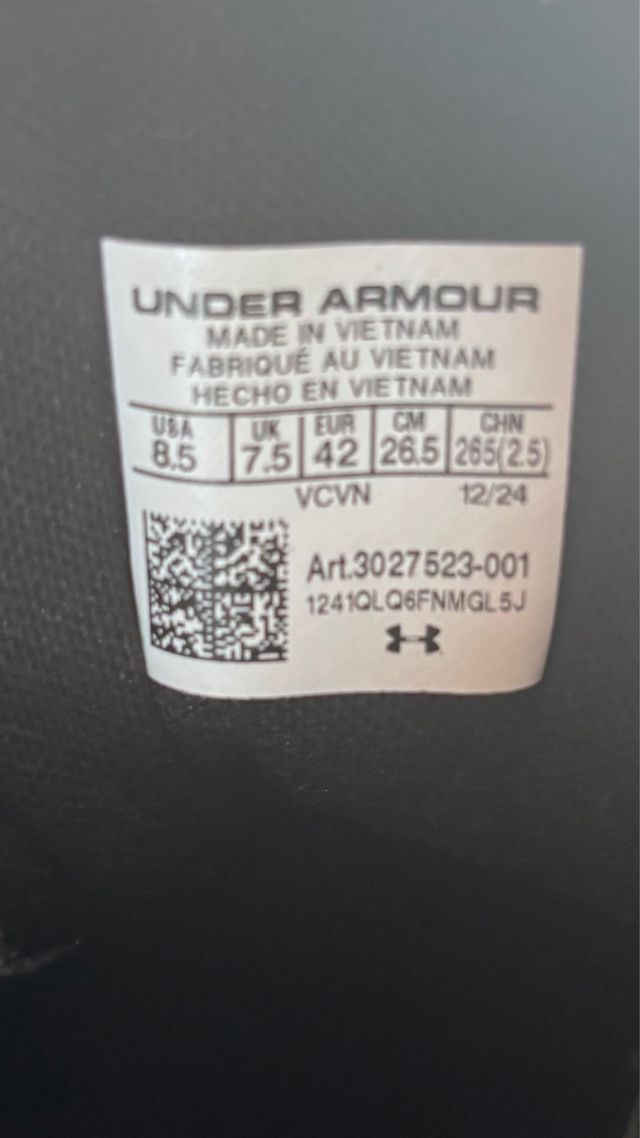 UNDER ARMOUR
MADE IN VIETNAM
FABRIQUÉ AU VIETNAM
HECHO EN VIETNAM
USA UK EUR CM CHN
8.5 7.5 42 26.5 265(2.5)
VCVN 12/24
Art.3027523-001
1241QLQ6FNMGL5J